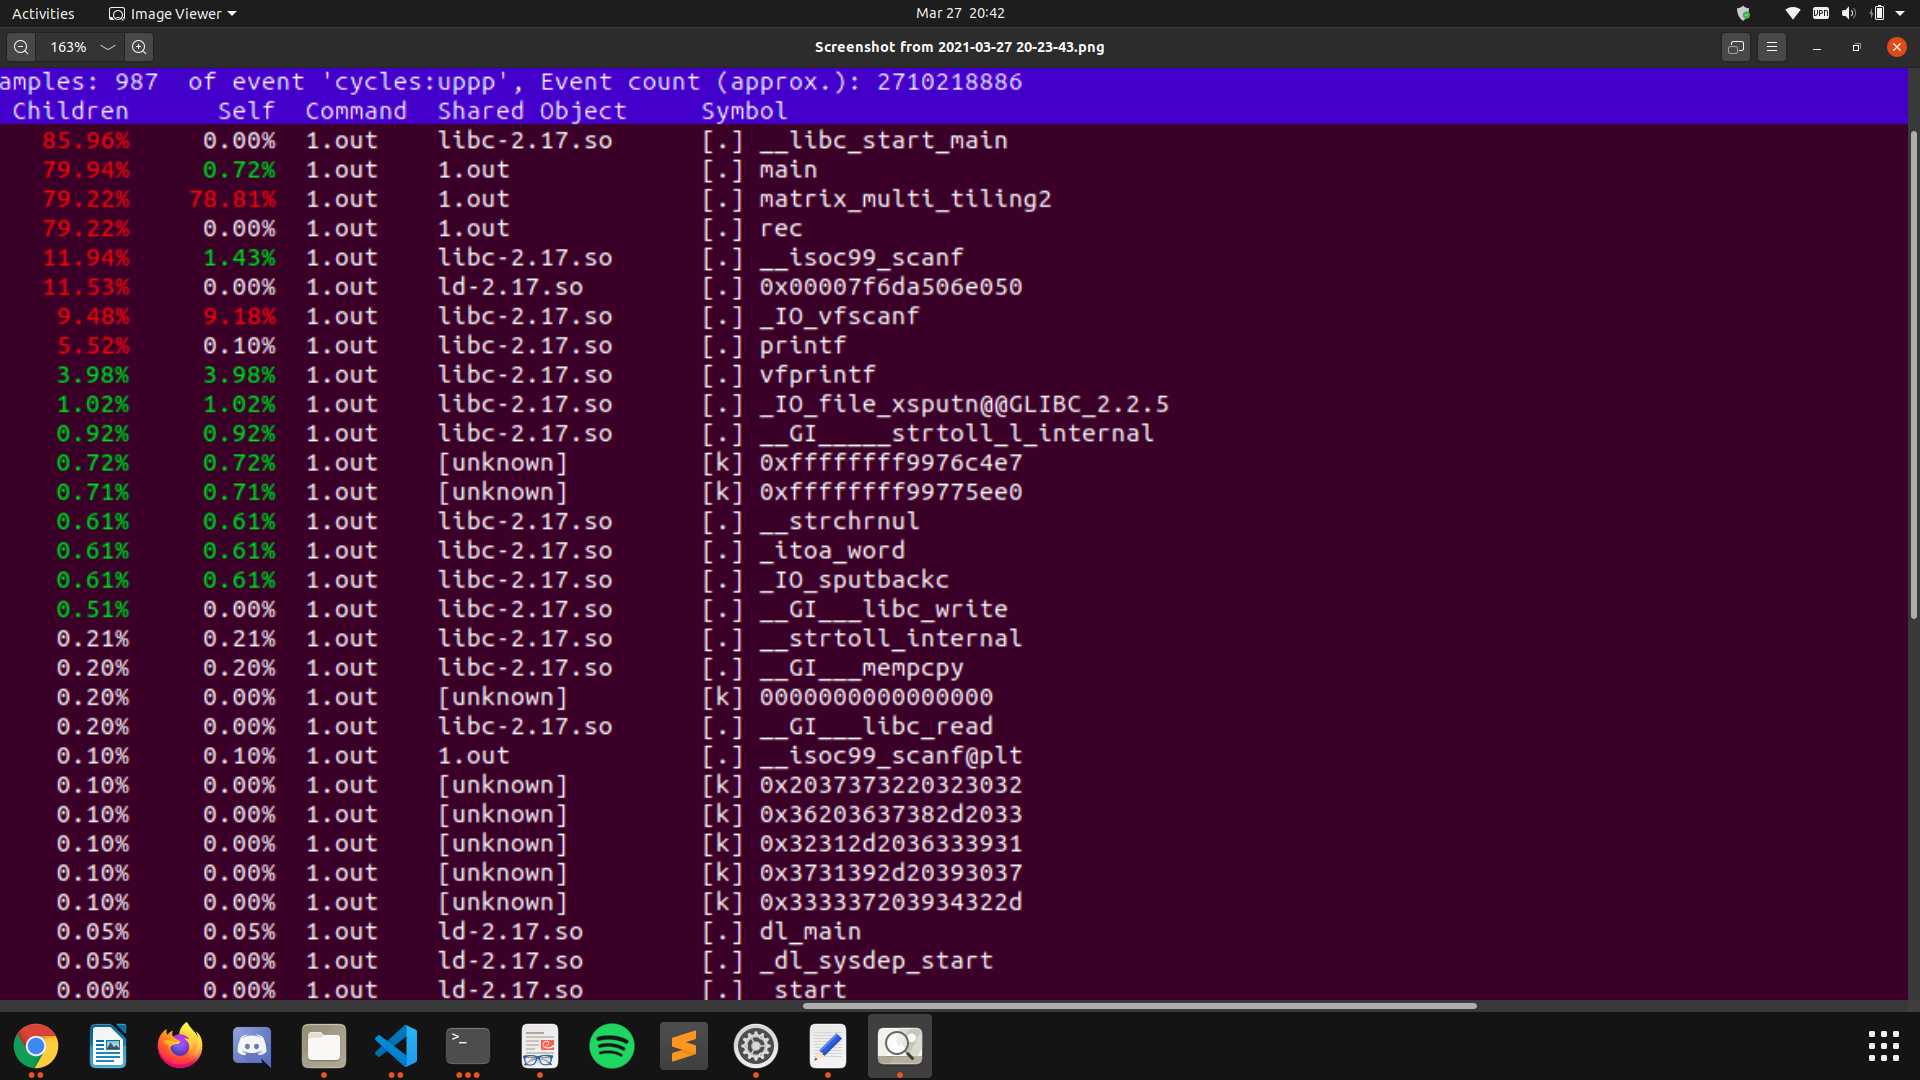 Activities Image Viewer Mar 27 20:42 VPN
163% Screenshot from 2021-03-27 20-23-43.png
amples: 987 of event 'cycles:uppp', Event count (approx.): 2710218886
Children Self Command Shared Object Symbol
85.96% 0.00% 1.out libc-2.17.so [.] __libc_start_main
79.94% 0.72% 1.out 1.out [.] main
79.22% 78.81% 1.out 1.out [.] matrix_multi_tiling2
79.22% 0.00% 1.out 1.out [.] rec
11.94% 1.43% 1.out libc-2.17.so [.] __isoc99_scanf
11.53% 0.00% 1.out ld-2.17.so [.] 0x00007f6da506e050
9.48% 9.18% 1.out libc-2.17.so [.] _IO_vfscanf
5.52% 0.10% 1.out libc-2.17.so [.] printf
3.98% 3.98% 1.out libc-2.17.so [.] vfprintf
1.02% 1.02% 1.out libc-2.17.so [.] _IO_file_xsputn@@GLIBC_2.2.5
0.92% 0.92% 1.out libc-2.17.so [.] __GI_____strtoll_l_internal
0.72% 0.72% 1.out [unknown] [k] 0xffffffff9976c4e7
0.71% 0.71% 1.out [unknown] [k] 0xffffffff99775ee0
0.61% 0.61% 1.out libc-2.17.so [.] __strchrnul
0.61% 0.61% 1.out libc-2.17.so [.] _itoa_word
0.61% 0.61% 1.out libc-2.17.so [.] _IO_sputbackc
0.51% 0.00% 1.out libc-2.17.so [.] __GI___libc_write
0.21% 0.21% 1.out libc-2.17.so [.] __strtoll_internal
0.20% 0.20% 1.out libc-2.17.so [.] __GI___mempcpy
0.20% 0.00% 1.out [unknown] [k] 0000000000000000
0.20% 0.00% 1.out libc-2.17.so [.] __GI___libc_read
0.10% 0.10% 1.out 1.out [.] __isoc99_scanf@plt
0.10% 0.00% 1.out [unknown] [k] 0x2037373220323032
0.10% 0.00% 1.out [unknown] [k] 0x36203637382d2033
0.10% 0.00% 1.out [unknown] [k] 0x32312d2036333931
0.10% 0.00% 1.out [unknown] [k] 0x3731392d20393037
0.10% 0.00% 1.out [unknown] [k] 0x333337203934322d
0.05% 0.05% 1.out ld-2.17.so [.] dl_main
0.05% 0.00% 1.out ld-2.17.so [.] _dl_sysdep_start
0.00% 0.00% 1.out ld-2.17.so [.] _start